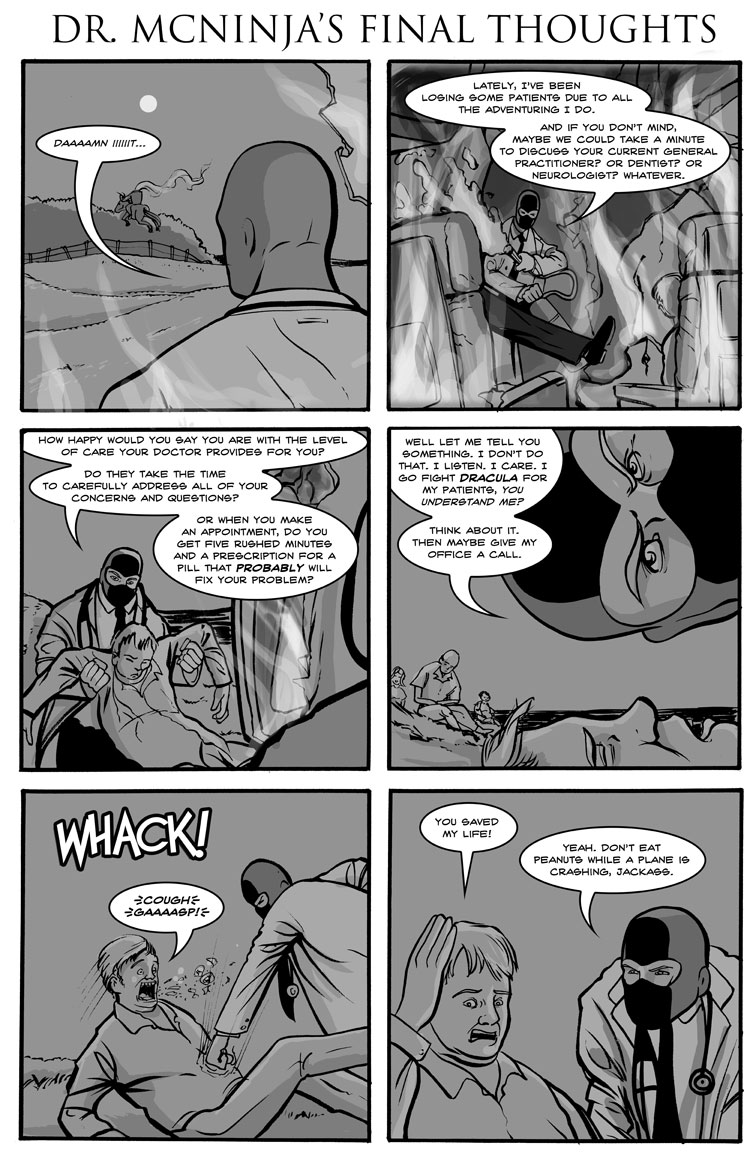 DR. MCNINJA'S FINAL THOUGHTS
DAAAAMN IIIIIIT...
LATELY, I'VE BEEN
LOSING SOME PATIENTS DUE TO ALL
THE ADVENTURING I DO.
AND IF YOU DON'T MIND,
MAYBE WE COULD TAKE A MINUTE
TO DISCUSS YOUR CURRENT GENERAL
PRACTITIONER? OR DENTIST? OR
NEUROLOGIST? WHATEVER.
HOW HAPPY WOULD YOU SAY YOU ARE WITH THE LEVEL
OF CARE YOUR DOCTOR PROVIDES FOR YOU?
DO THEY TAKE THE TIME
TO CAREFULLY ADDRESS ALL OF YOUR
CONCERNS AND QUESTIONS?
OR WHEN YOU MAKE
AN APPOINTMENT, DO YOU
GET FIVE RUSHED MINUTES
AND A PRESCRIPTION FOR A
PILL THAT PROBABLY WILL
FIX YOUR PROBLEM?
WELL LET ME TELL YOU
SOMETHING. I DON'T DO
THAT. I LISTEN. I CARE. I
GO FIGHT DRACULA FOR
MY PATIENTS, YOU
UNDERSTAND ME?
THINK ABOUT IT.
THEN MAYBE GIVE MY
OFFICE A CALL.
WHACK!
COUGH
GAAAASP!
YOU SAVED
MY LIFE!
YEAH. DON'T EAT
PEANUTS WHILE A PLANE IS
CRASHING, JACKASS.